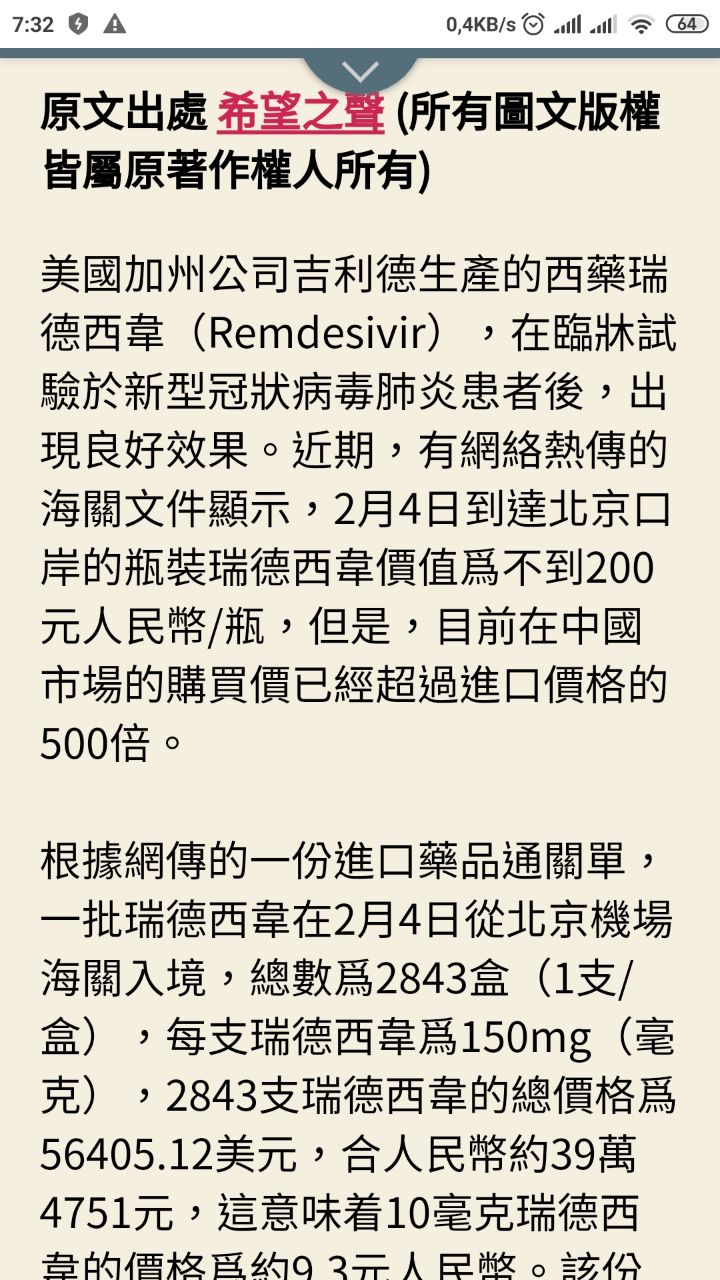 7:32
0,4KB/s
64
原文出處 希望之聲 (所有圖文版權
皆屬原著作權人所有)
美國加州公司吉利德生產的西藥瑞
德西韋（Remdesivir），在臨牀試
驗於新型冠狀病毒肺炎患者後，出
現良好效果。近期，有網絡熱傳的
海關文件顯示，2月4日到達北京口
岸的瓶裝瑞德西韋價值爲不到200
元人民幣/瓶，但是，目前在中國
市場的購買價已經超過進口價格的
500倍。
根據網傳的一份進口藥品通關單，
一批瑞德西韋在2月4日從北京機場
海關入境，總數爲2843盒（1支/
盒），每支瑞德西韋爲150mg（毫
克），2843支瑞德西韋的總價格爲
56405.12美元，合人民幣約39萬
4751元，這意味着10毫克瑞德西
韋的價格爲約9.3元人民幣。該份